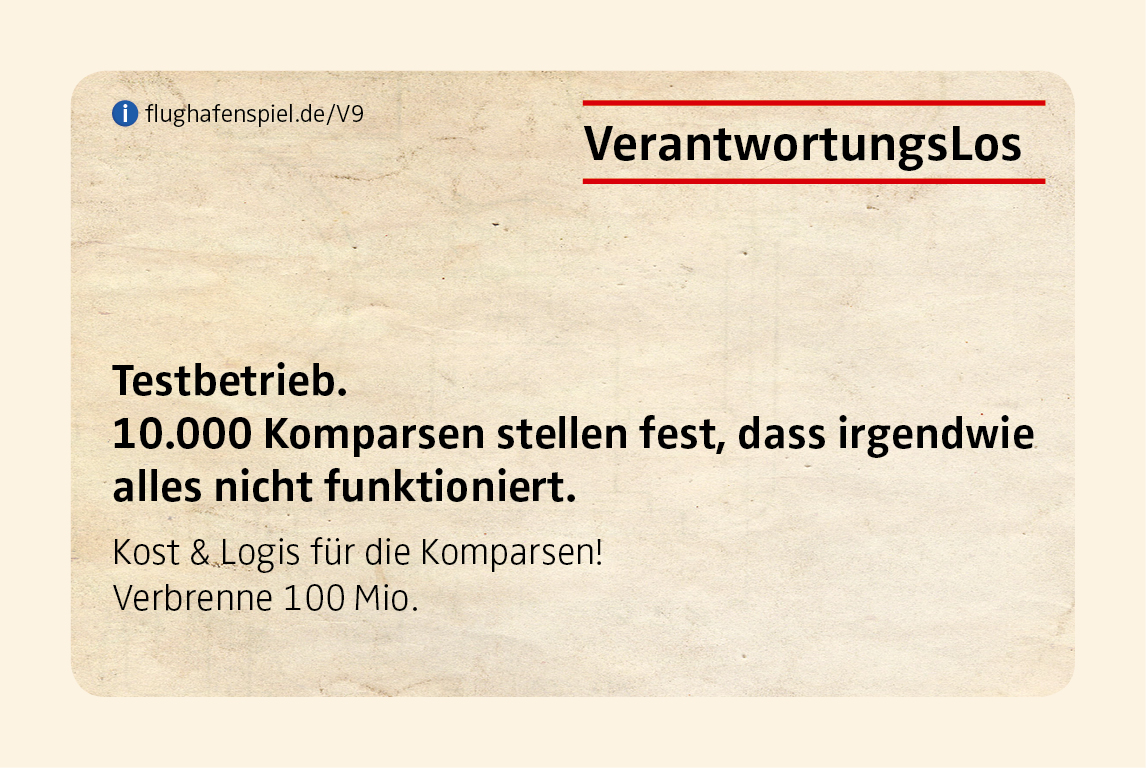 i flughafenspiel.de/V9
VerantwortungsLos
Testbetrieb.
10.000 Komparsen stellen fest, dass irgendwie
alles nicht funktioniert.
Kost & Logis für die Komparsen!
Verbrenne 100 Mio.